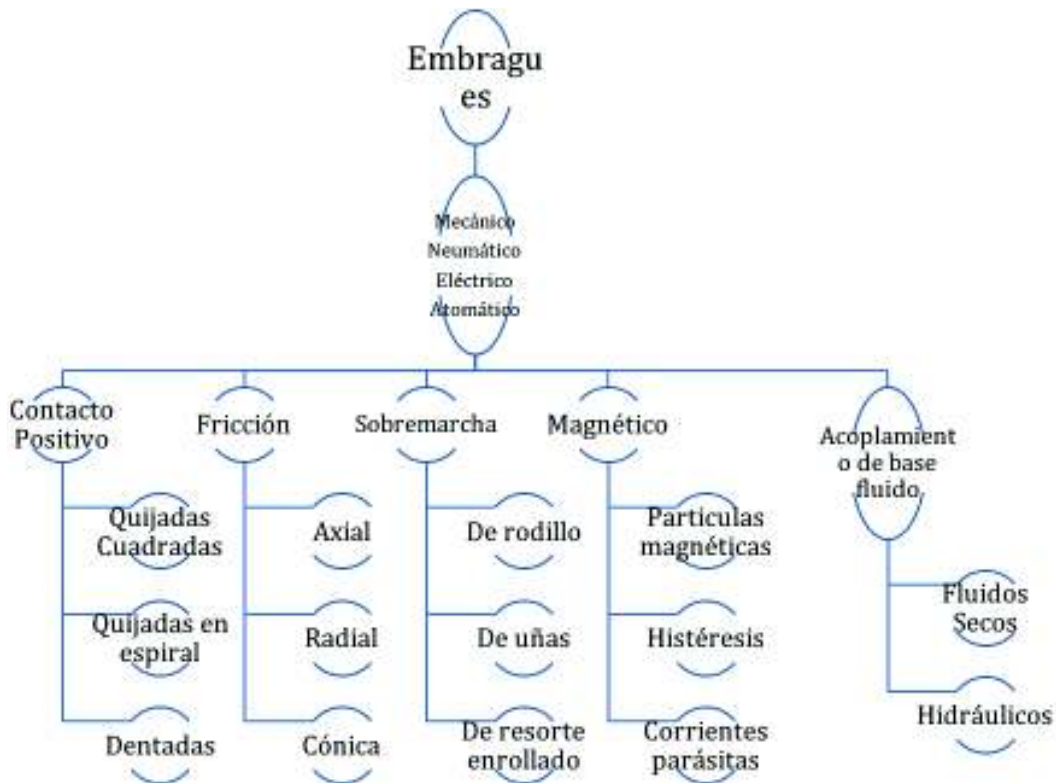 Embragu
es
Mecánico
Neumático
Eléctrico
Atomático
Contacto
Positivo
Quijadas
Cuadradas
Quijadas en
espiral
Dentadas
Fricción
Axial
Radial
Cónica
Sobremarcha
De rodillo
De uñas
De resorte
enrollado
Magnético
Particulas
magnéticas
Histéresis
Corrientes
parásitas
Acoplamient
o de base
fluido
Fluidos
Secos
Hidráulicos